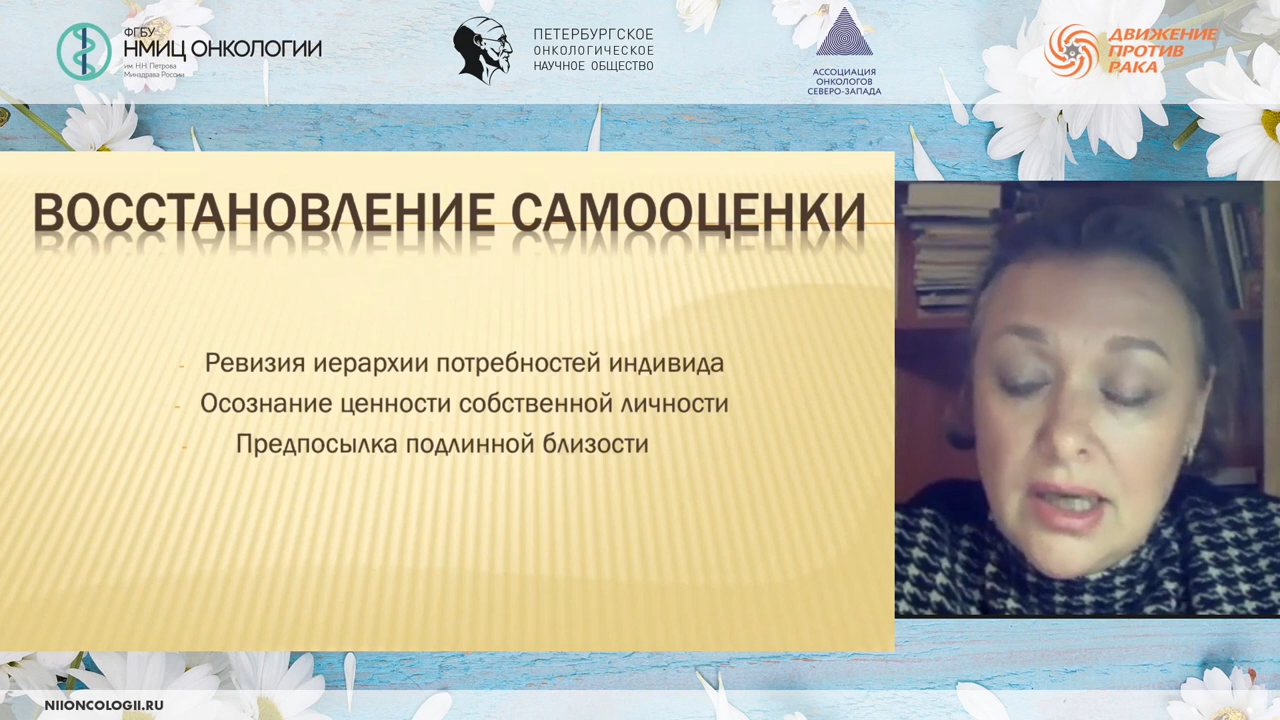 ФГБУ
НМИЦ ОНКОЛОГИИ
им. Н.Н. Петрова
Минздрава России
ПЕТЕРБУРГСКОЕ
ОНКОЛОГИЧЕСКОЕ
НАУЧНОЕ ОБЩЕСТВО
АССОЦИАЦИЯ
ОНКОЛОГОВ
СЕВЕРО-ЗАПАДА
ДВИЖЕНИЕ
ПРОТИВ
РАКА
ВОССТАНОВЛЕНИЕ САМООЦЕНКИ
- Ревизия иерархии потребностей индивида
- Осознание ценности собственной личности
- Предпосылка подлинной близости
NIIONCOLOGII.RU